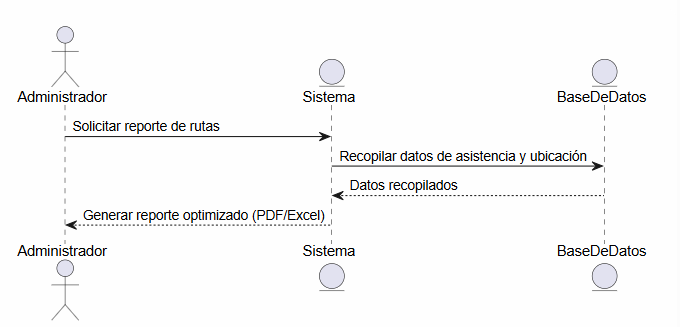 Administrador
Sistema
BaseDeDatos
Solicitar reporte de rutas
Recopilar datos de asistencia y ubicación
Datos recopilados
Generar reporte optimizado (PDF/Excel)
Administrador
Sistema
BaseDeDatos